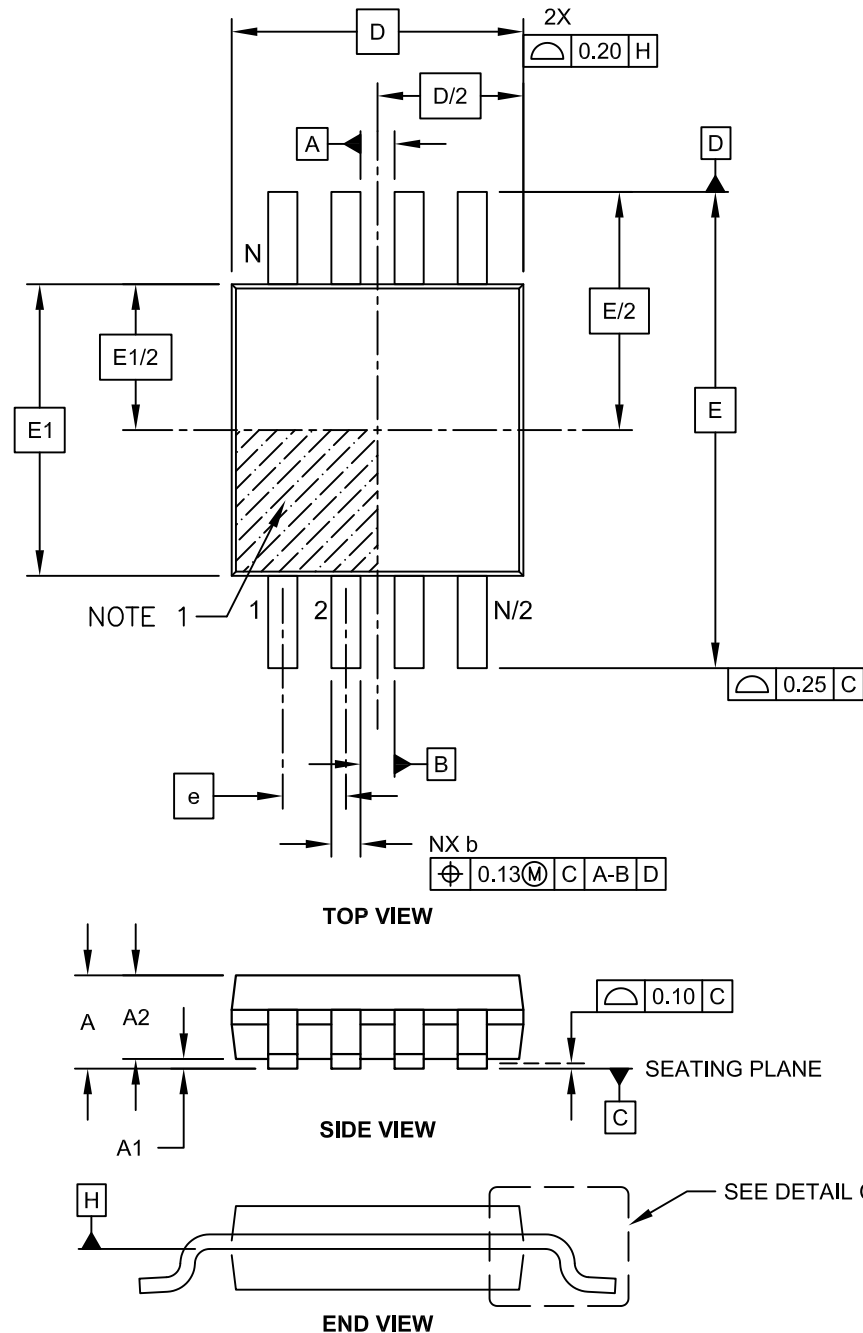 D
2X
0.20 H
D/2
A
D
N
E1/2
E/2
E1
E
NOTE 1
1
2
N/2
0.25 C
e
B
NX b
0.13Ⓜ C A-B D
TOP VIEW
A
A2
0.10 C
SEATING PLANE
A1
SIDE VIEW
C
H
SEE DETAIL
END VIEW